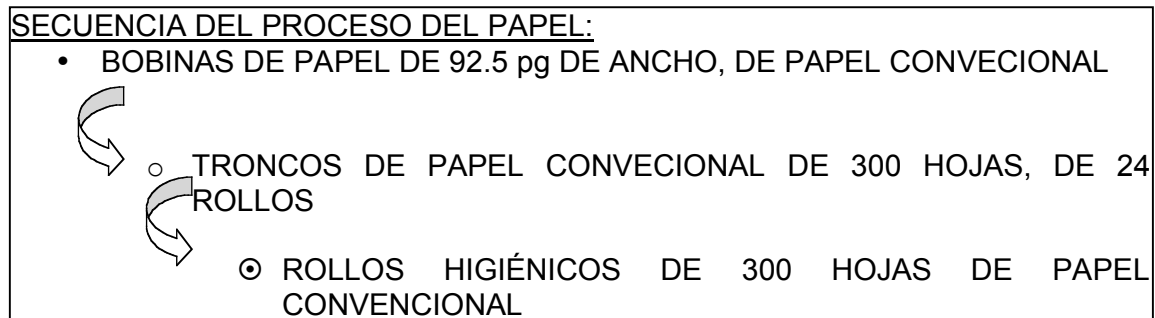 SECUENCIA DEL PROCESO DEL PAPEL:
• BOBINAS DE PAPEL DE 92.5 pg DE ANCHO, DE PAPEL CONVECIONAL
○ TRONCOS DE PAPEL CONVECIONAL DE 300 HOJAS, DE 24
ROLLOS
⦿ ROLLOS HIGIÉNICOS DE 300 HOJAS DE PAPEL
CONVENCIONAL